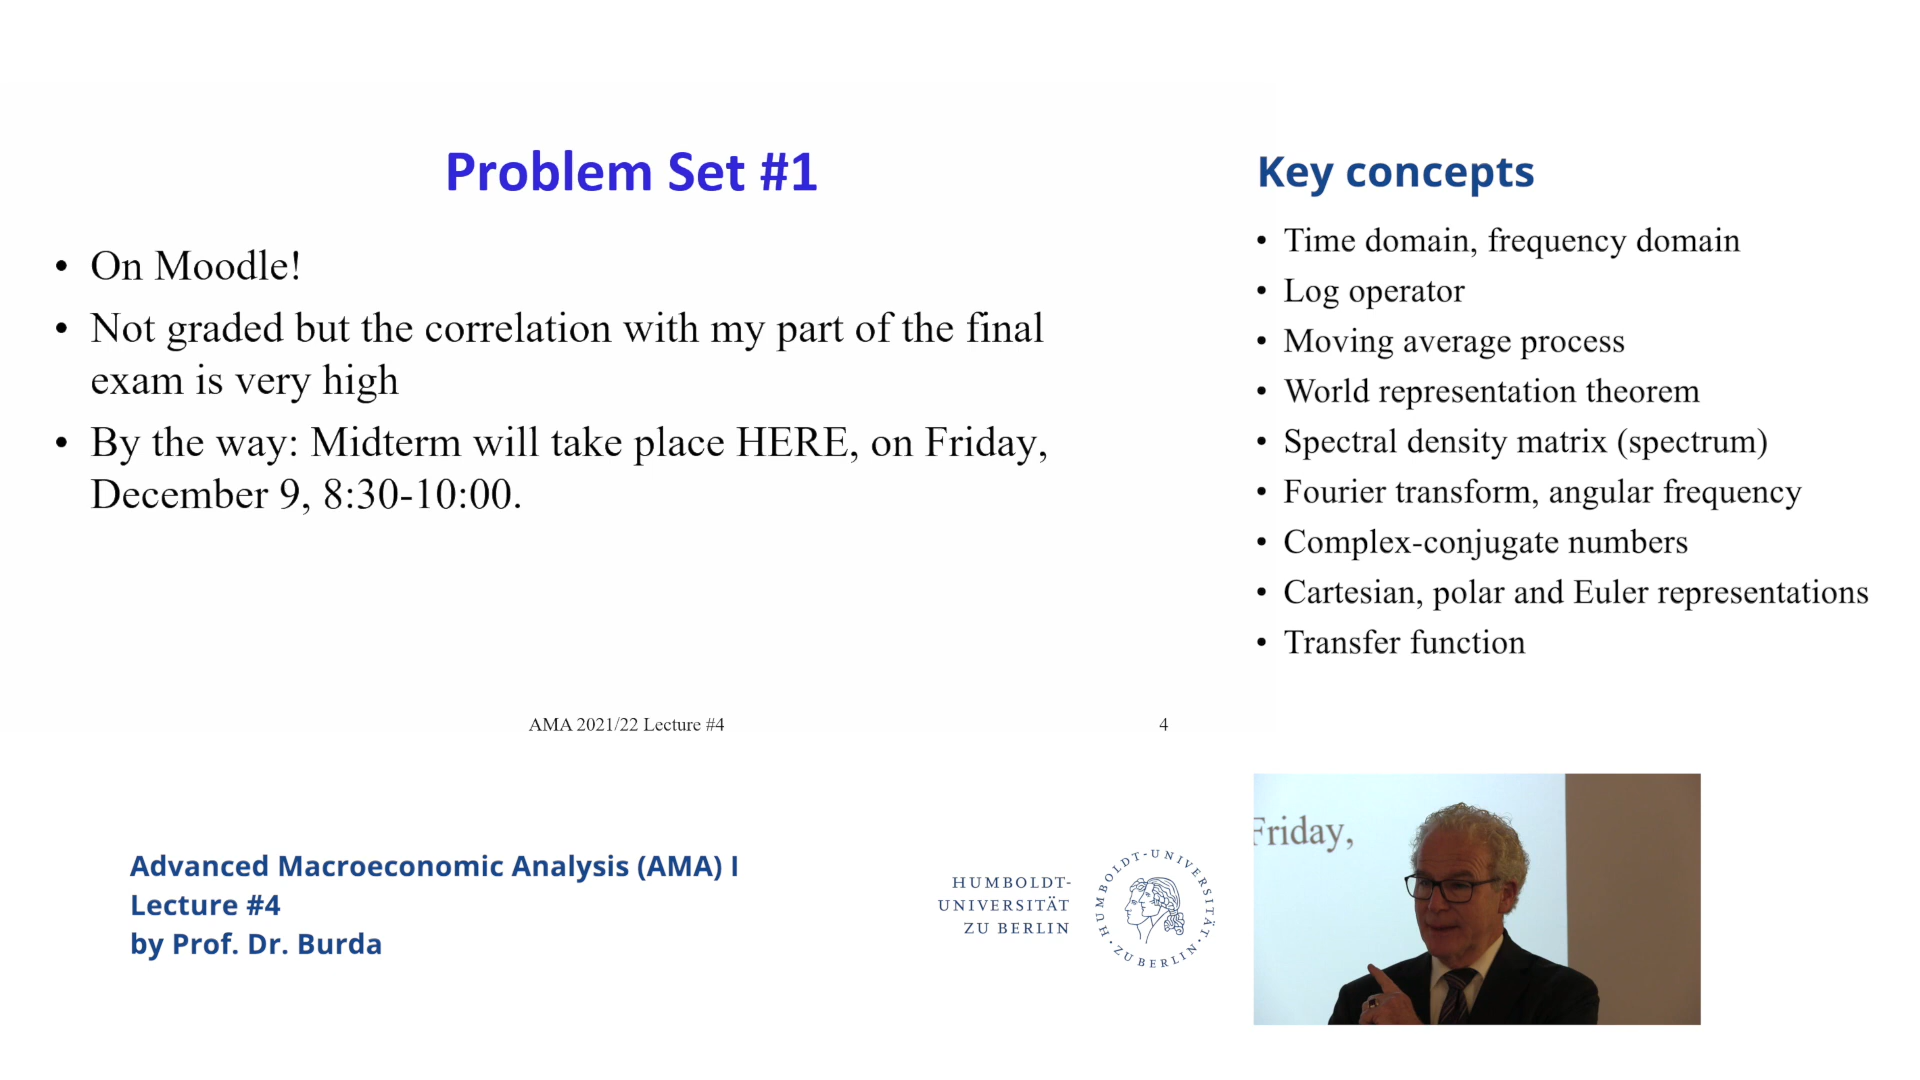 Problem Set #1
• On Moodle!
• Not graded but the correlation with my part of the final
exam is very high
• By the way: Midterm will take place HERE, on Friday,
December 9, 8:30-10:00.
AMA 2021/22 Lecture #4
4
Key concepts
• Time domain, frequency domain
• Log operator
• Moving average process
• World representation theorem
• Spectral density matrix (spectrum)
• Fourier transform, angular frequency
• Complex-conjugate numbers
• Cartesian, polar and Euler representations
• Transfer function
Advanced Macroeconomic Analysis (AMA) I
Lecture #4
by Prof. Dr. Burda
HUMBOLDT-
UNIVERSITÄT
ZU BERLIN
HUMBOLDT-UNIVERSITÄT
· ZU BERLIN ·
Friday,